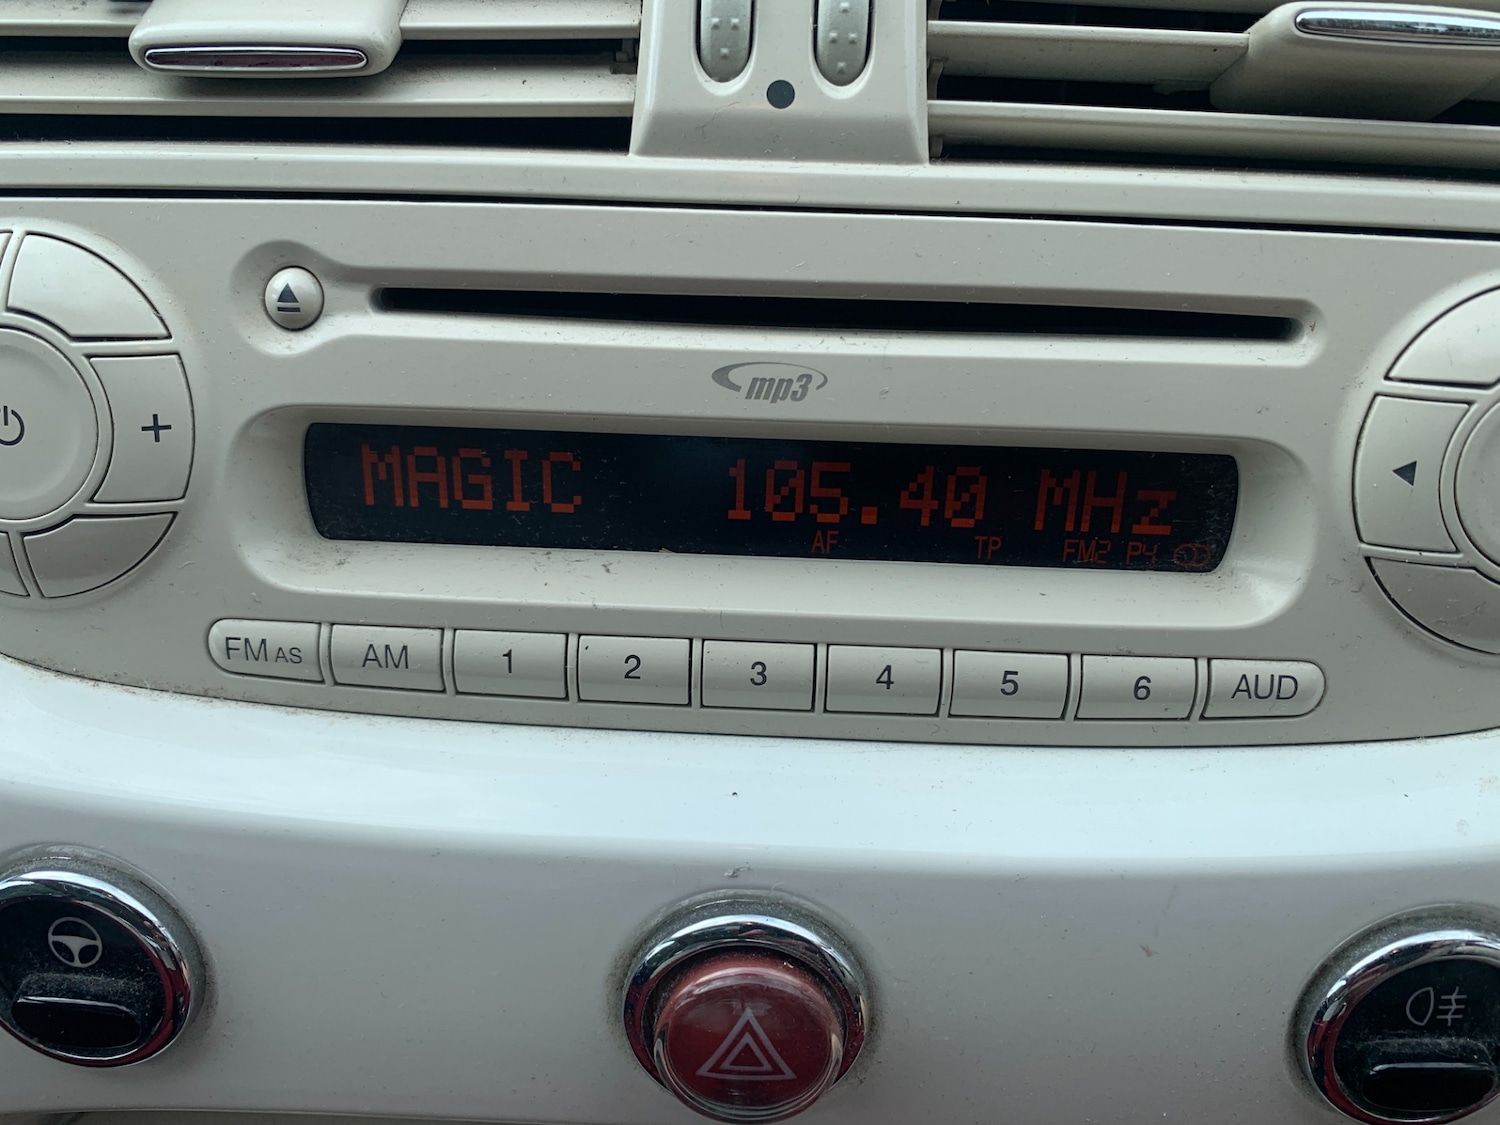 mp3
MAGIC 105.40 MHz
AF TP FM2 P4
FM AS AM 1 2 3 4 5 6 AUD